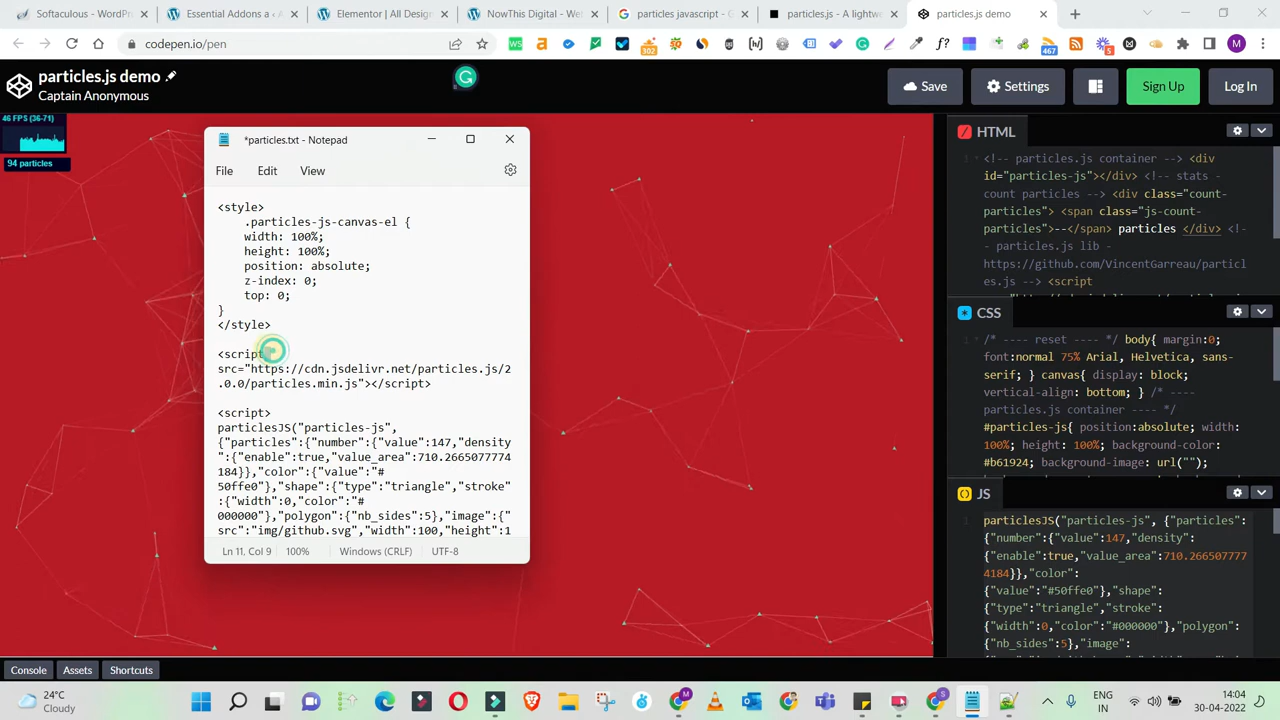 Softaculous - WordPr
Essential Addons a
Elementor | All Design
NowThis Digital - Web
particles javascript - G
particles.js - A lightw
particles.js demo
codepen.io/pen
particles.js demo
Captain Anonymous
Save
Settings
Sign Up
Log In
46 FPS (36-71)
94 particles
*particles.txt - Notepad
File Edit View
<style>
.particles-js-canvas-el {
width: 100%;
height: 100%;
position: absolute;
z-index: 0;
top: 0;
}
</style>
<script
src="https://cdn.jsdelivr.net/particles.js/2
.0.0/particles.min.js"></script>
<script>
particlesJS("particles-js",
{"particles":{"number":{"value":147,"density
":{"enable":true,"value_area":710.2665077774
184}},"color":{"value":"#
50ffe0"},"shape":{"type":"triangle","stroke"
:{"width":0,"color":"#
000000"},"polygon":{"nb_sides":5},"image":{"
src":"img/github.svg","width":100,"height":1
Ln 11, Col 9 100% Windows (CRLF) UTF-8
HTML
1 <!-- particles.js container --> <div
id="particles-js"></div> <!-- stats -
count particles --> <div class="count-
particles"> <span class="js-count-
particles">--</span> particles </div> <!-
- particles.js lib -
https://github.com/VincentGarreau/particl
es.js --> <script
CSS
1 /* ---- reset ---- */ body{ margin:0;
font:normal 75% Arial, Helvetica, sans-
serif; } canvas{ display: block;
vertical-align: bottom; } /* ----
particles.js container ---- */
#particles-js{ position:absolute; width:
100%; height: 100%; background-color:
#b61924; background-image: url("");
JS
1 particlesJS("particles-js", {"particles":
{"number":{"value":147,"density":
{"enable":true,"value_area":710.266507777
4184}},"color":
{"value":"#50ffe0"},"shape":
{"type":"triangle","stroke":
{"width":0,"color":"#000000"},"polygon":
{"nb_sides":5},"image":
Console Assets Shortcuts
24°C
Cloudy
ENG
IN
14:04
30-04-2022